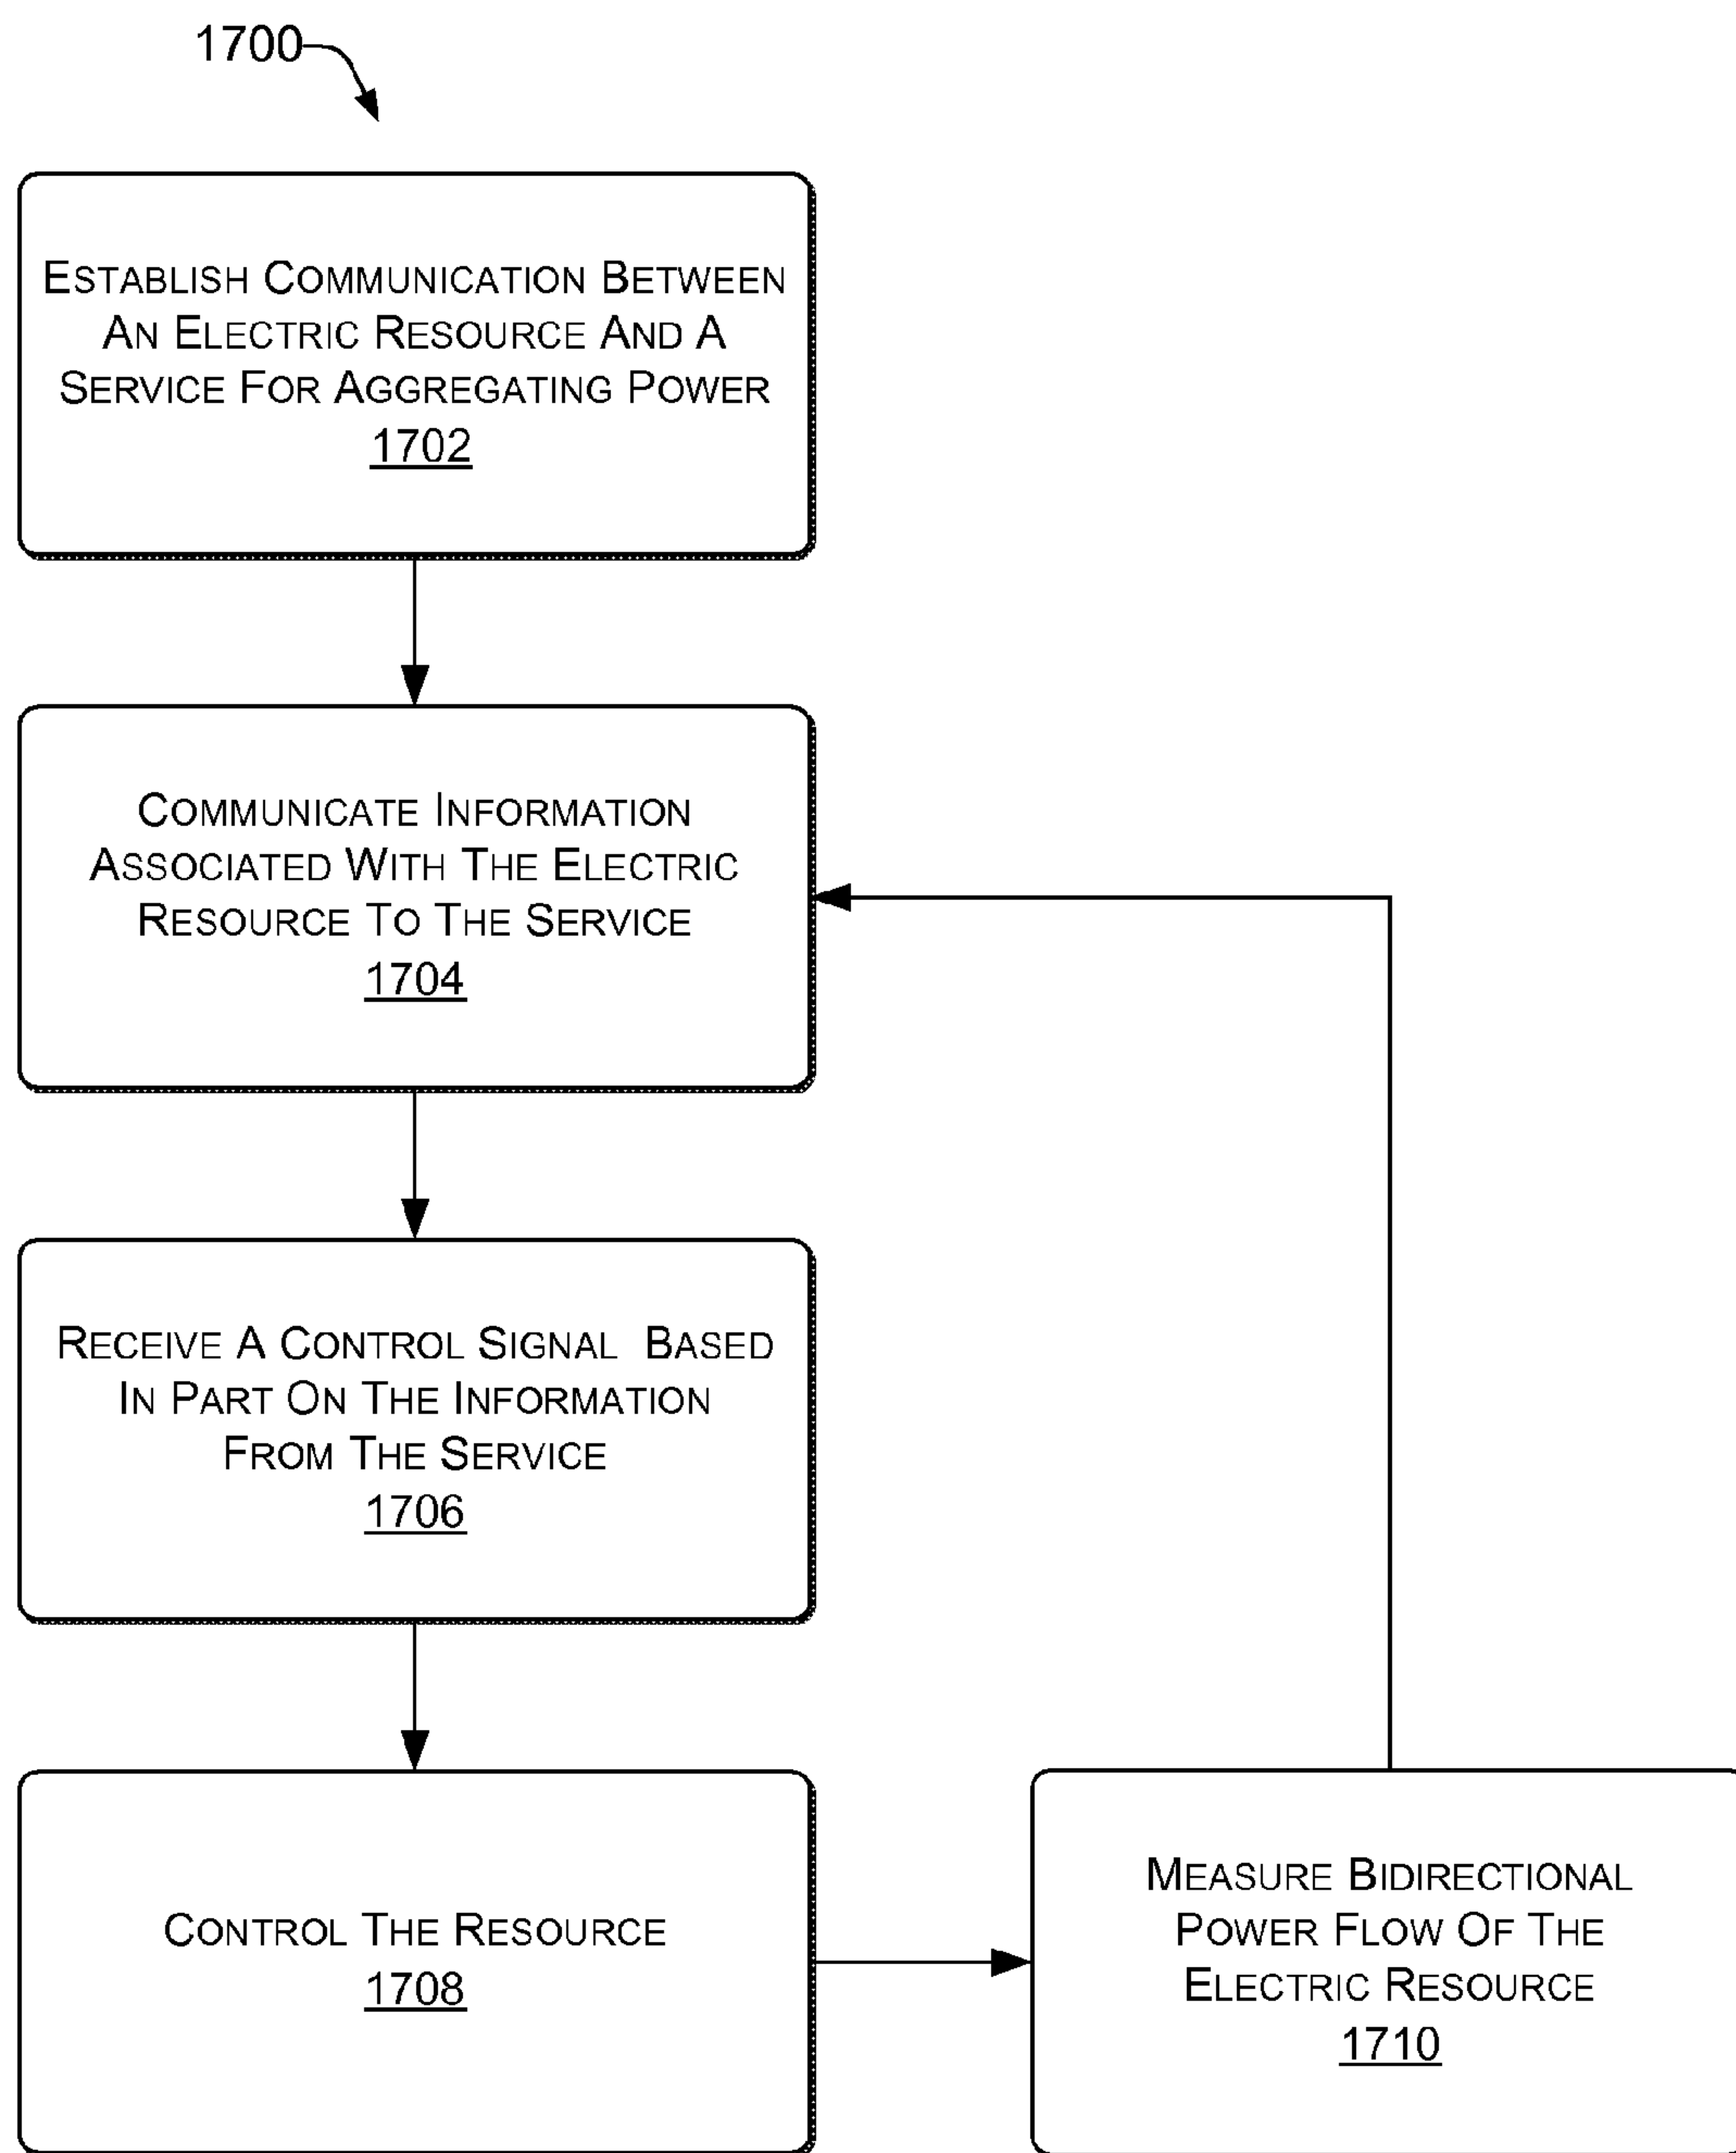 1700
ESTABLISH COMMUNICATION BETWEEN
AN ELECTRIC RESOURCE AND A
SERVICE FOR AGGREGATING POWER
1702
COMMUNICATE INFORMATION
ASSOCIATED WITH THE ELECTRIC
RESOURCE TO THE SERVICE
1704
RECEIVE A CONTROL SIGNAL BASED
IN PART ON THE INFORMATION
FROM THE SERVICE
1706
CONTROL THE RESOURCE
1708
MEASURE BIDIRECTIONAL
POWER FLOW OF THE
ELECTRIC RESOURCE
1710